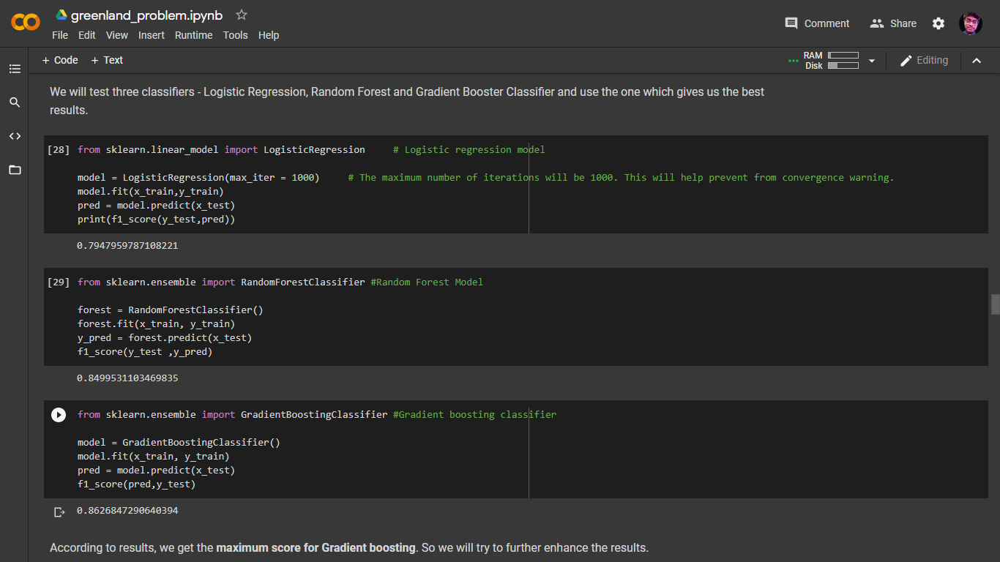 greenland_problem.ipynb
File Edit View Insert Runtime Tools Help
Comment Share
+ Code + Text
RAM
Disk
Editing
We will test three classifiers - Logistic Regression, Random Forest and Gradient Booster Classifier and use the one which gives us the best
results.
[28] from sklearn.linear_model import LogisticRegression # Logistic regression model
model = LogisticRegression(max_iter = 1000) # The maximum number of iterations will be 1000. This will help prevent from convergence warning.
model.fit(x_train,y_train)
pred = model.predict(x_test)
print(f1_score(y_test,pred))
0.7947959787108221
[29] from sklearn.ensemble import RandomForestClassifier #Random Forest Model
forest = RandomForestClassifier()
forest.fit(x_train, y_train)
y_pred = forest.predict(x_test)
f1_score(y_test ,y_pred)
0.8499531103469835
from sklearn.ensemble import GradientBoostingClassifier #Gradient boosting classifier
model = GradientBoostingClassifier()
model.fit(x_train, y_train)
pred = model.predict(x_test)
f1_score(pred,y_test)
0.8626847290640394
According to results, we get the maximum score for Gradient boosting. So we will try to further enhance the results.